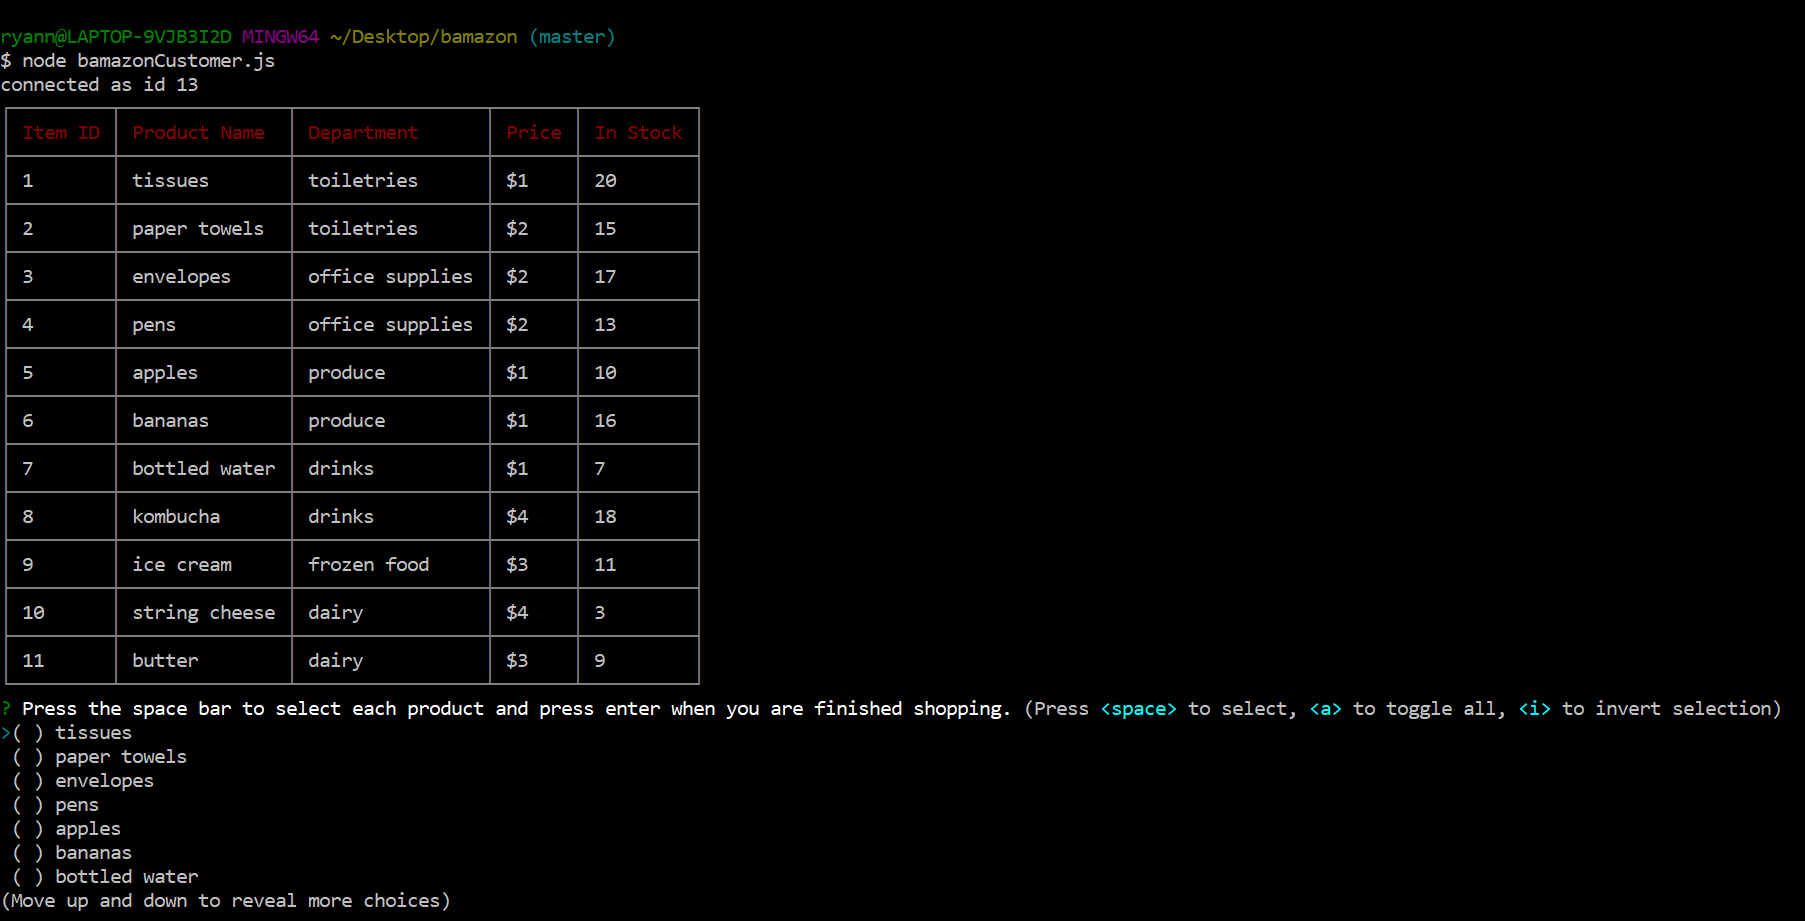 ryann@LAPTOP-9VJB3I2D MINGW64 ~/Desktop/bamazon (master)
$ node bamazonCustomer.js
connected as id 13
Item ID Product Name Department Price In Stock
1 tissues toiletries $1 20
2 paper towels toiletries $2 15
3 envelopes office supplies $2 17
4 pens office supplies $2 13
5 apples produce $1 10
6 bananas produce $1 16
7 bottled water drinks $1 7
8 kombucha drinks $4 18
9 ice cream frozen food $3 11
10 string cheese dairy $4 3
11 butter dairy $3 9
? Press the space bar to select each product and press enter when you are finished shopping. (Press <space> to select, <a> to toggle all, <i> to invert selection)
>( ) tissues
( ) paper towels
( ) envelopes
( ) pens
( ) apples
( ) bananas
( ) bottled water
(Move up and down to reveal more choices)